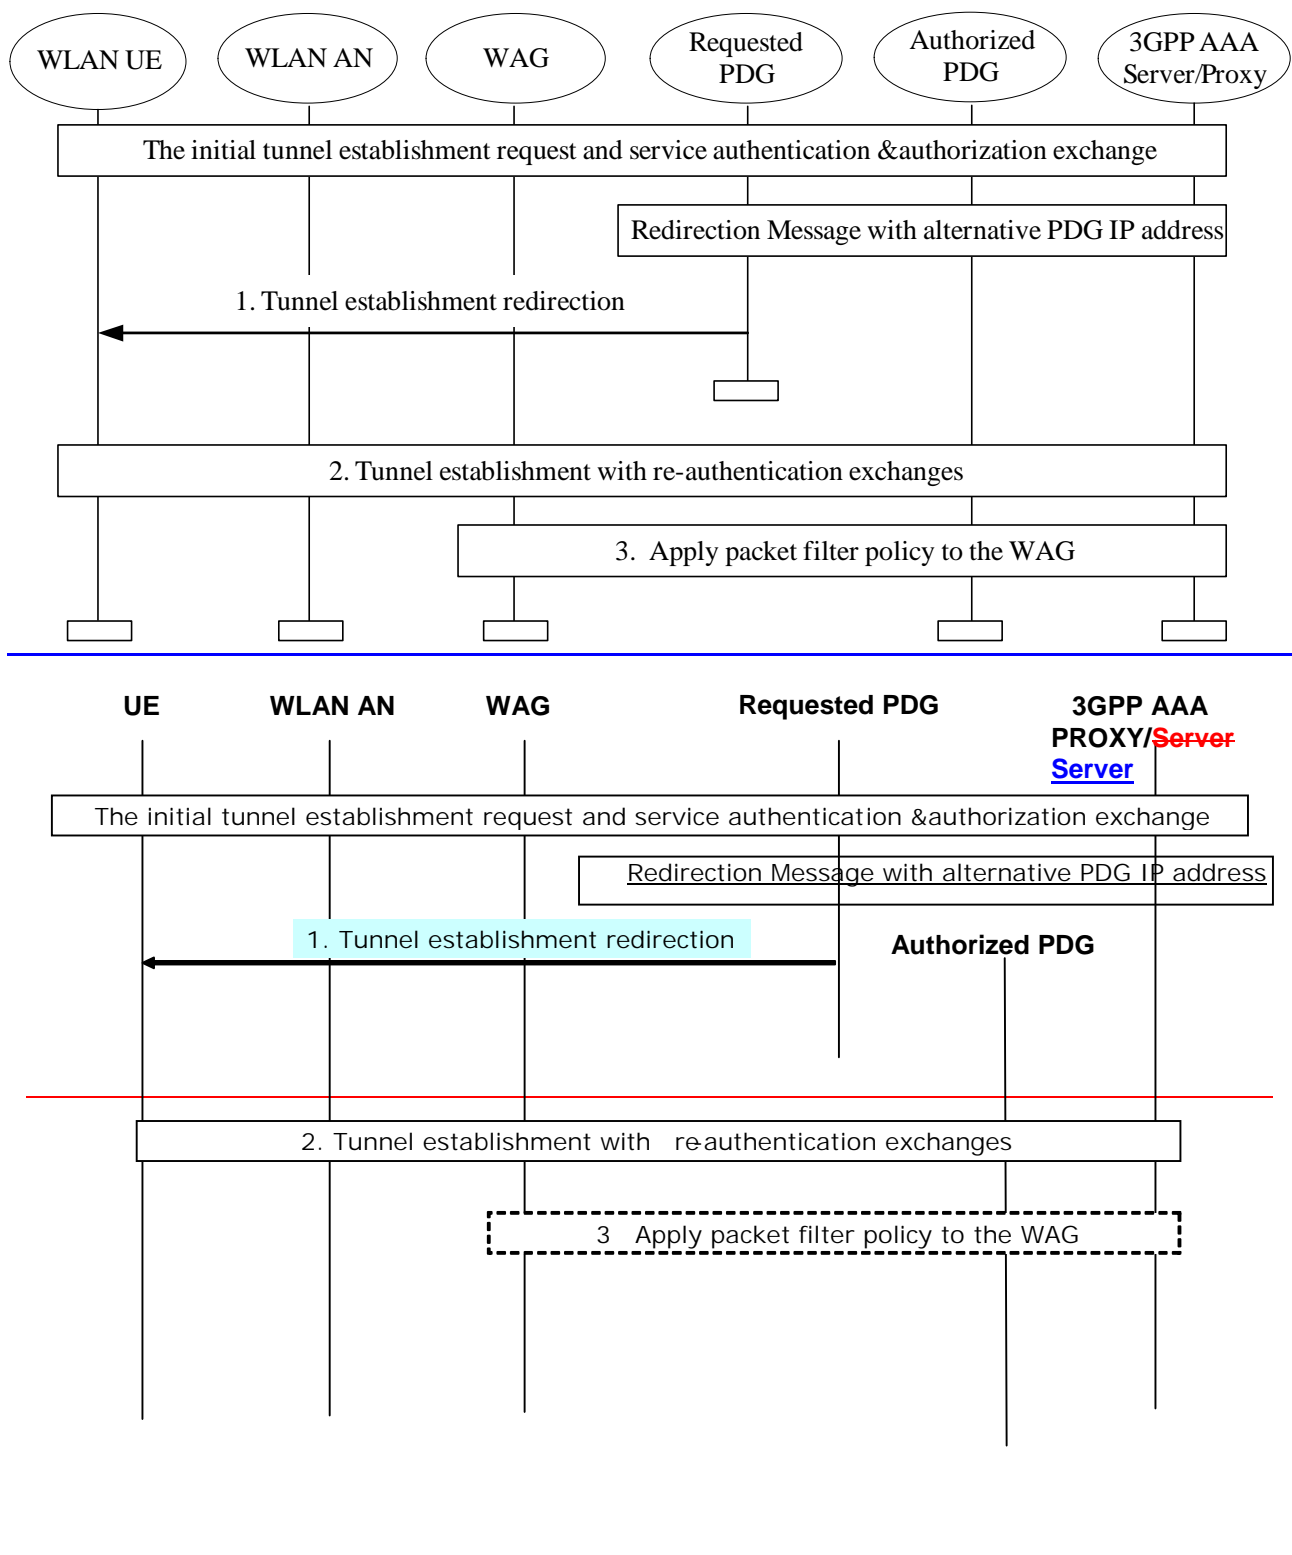 WLAN UE
WLAN AN
WAG
Requested
PDG
Authorized
PDG
3GPP AAA
Server/Proxy
The initial tunnel establishment request and service authentication &authorization exchange
Redirection Message with alternative PDG IP address
1. Tunnel establishment redirection
2. Tunnel establishment with re-authentication exchanges
3. Apply packet filter policy to the WAG
UE
WLAN AN
WAG
Requested PDG
3GPP AAA
PROXY/Server
Server
The initial tunnel establishment request and service authentication &authorization exchange
Redirection Message with alternative PDG IP address
1. Tunnel establishment redirection
Authorized PDG
2. Tunnel establishment with re-authentication exchanges
3 Apply packet filter policy to the WAG